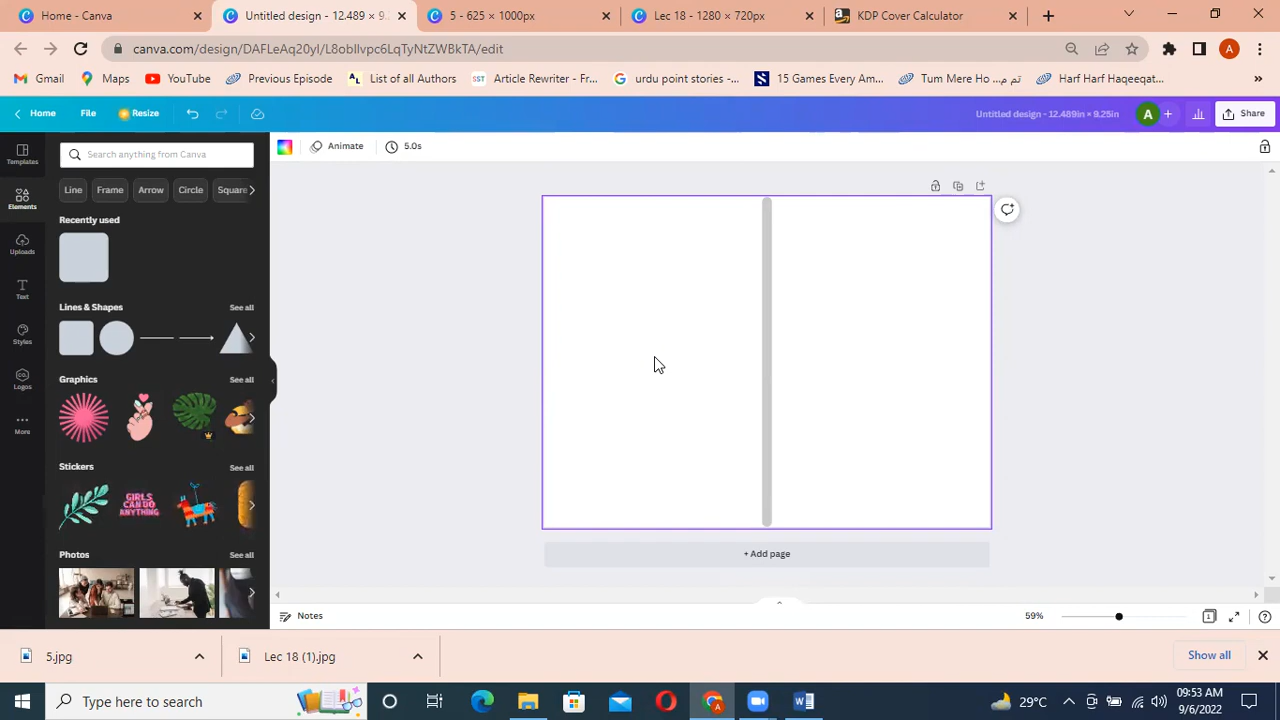 Home - Canva
Untitled design - 12.489 × 9.
5 - 625 × 1000px
Lec 18 - 1280 × 720px
KDP Cover Calculator
canva.com/design/DAFLeAq20yI/L8obIlvpc6LqTyNtZWBkTA/edit
A
Gmail
Maps
YouTube
Previous Episode
List of all Authors
Article Rewriter - Fr...
urdu point stories -...
15 Games Every Am...
Tum Mere Ho ... تم م
Harf Harf Haqeeqat...
»
Home
File
Resize
Untitled design - 12.489in × 9.25in
A
Share
Templates
Elements
Uploads
Text
Styles
Logos
More
Search anything from Canva
Line
Frame
Arrow
Circle
Square
Recently used
Lines & Shapes
See all
Graphics
See all
Stickers
See all
GIRLS CAN DO ANYTHING
Photos
See all
Animate
5.0s
+ Add page
Notes
59%
1
5.jpg
Lec 18 (1).jpg
Show all
Type here to search
29°C
09:53 AM
9/6/2022